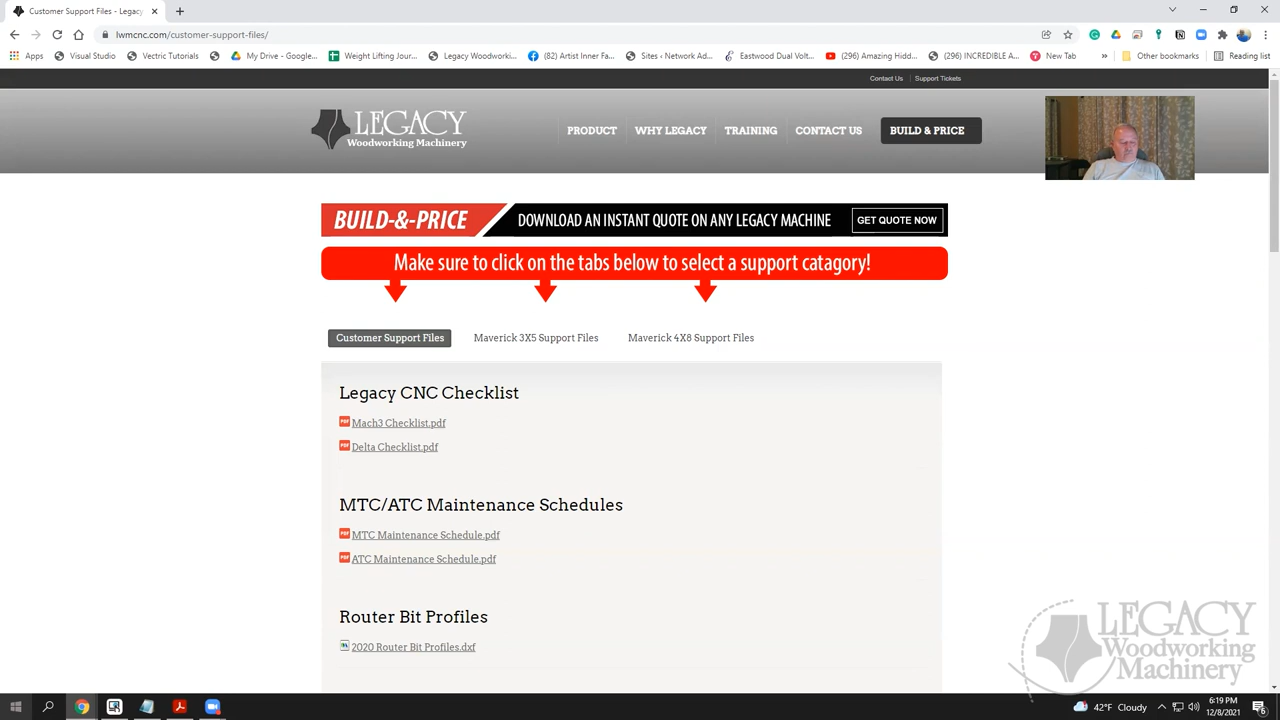 Customer Support Files - Legacy
lwmcnc.com/customer-support-files/
Apps
Visual Studio
Vectric Tutorials
My Drive - Google...
Weight Lifting Jour...
Legacy Woodworki...
(82) Artist Inner Fa...
Sites ‹ Network Ad...
Eastwood Dual Volt...
(296) Amazing Hidd...
(296) INCREDIBLE A...
New Tab
»
Other bookmarks
Reading list
Contact Us
Support Tickets
LEGACY
Woodworking Machinery
PRODUCT
WHY LEGACY
TRAINING
CONTACT US
BUILD & PRICE
BUILD-&-PRICE
DOWNLOAD AN INSTANT QUOTE ON ANY LEGACY MACHINE
GET QUOTE NOW
Make sure to click on the tabs below to select a support catagory!
Customer Support Files
Maverick 3X5 Support Files
Maverick 4X8 Support Files
Legacy CNC Checklist
Mach3 Checklist.pdf
Delta Checklist.pdf
MTC/ATC Maintenance Schedules
MTC Maintenance Schedule.pdf
ATC Maintenance Schedule.pdf
Router Bit Profiles
2020 Router Bit Profiles.dxf
LEGACY
Woodworking
Machinery
42°F Cloudy
6:19 PM
12/8/2021
6